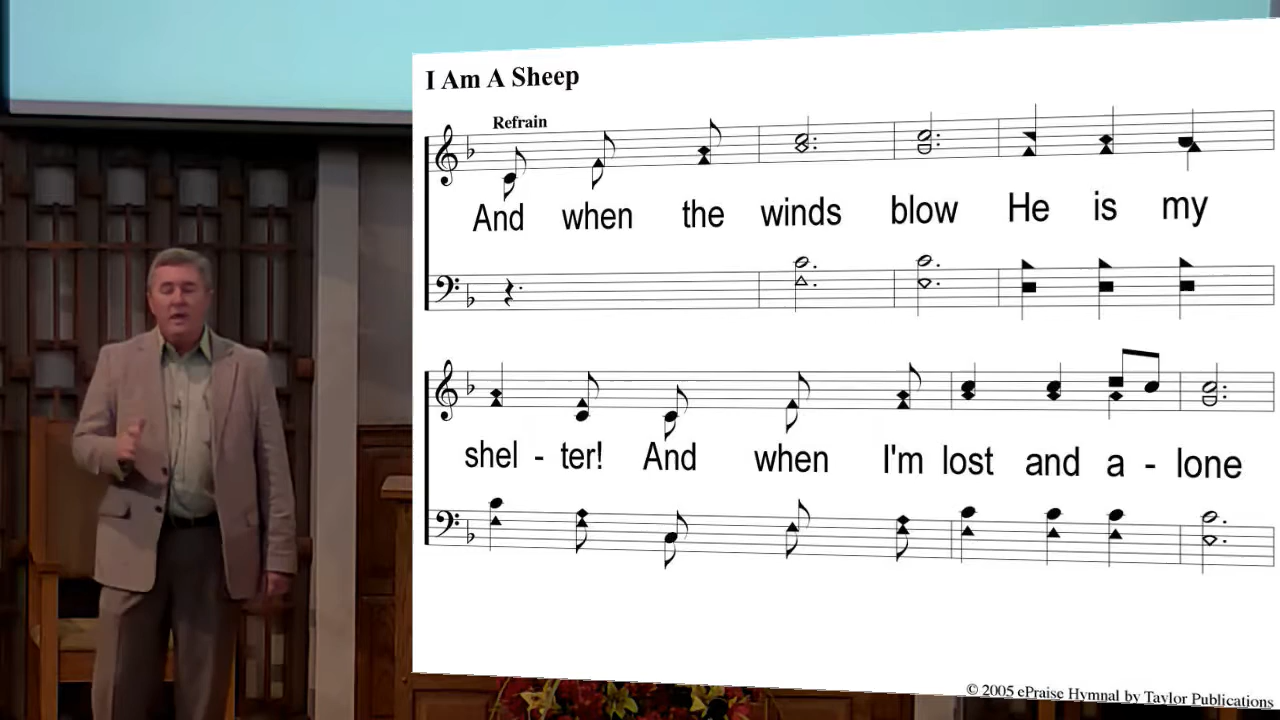 I Am A Sheep
Refrain
And when the winds blow He is my
shel - ter! And when I'm lost and a - lone
© 2005 ePraise Hymnal by Taylor Publications